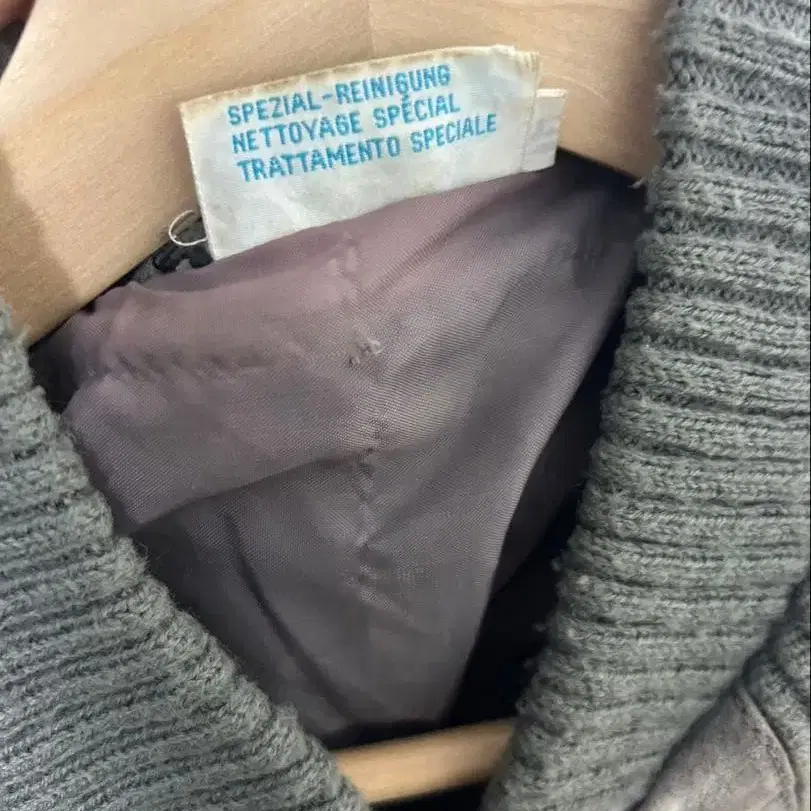 SPEZIAL-REINIGUNG
NETTOYAGE SPÉCIAL
TRATTAMENTO SPECIALE